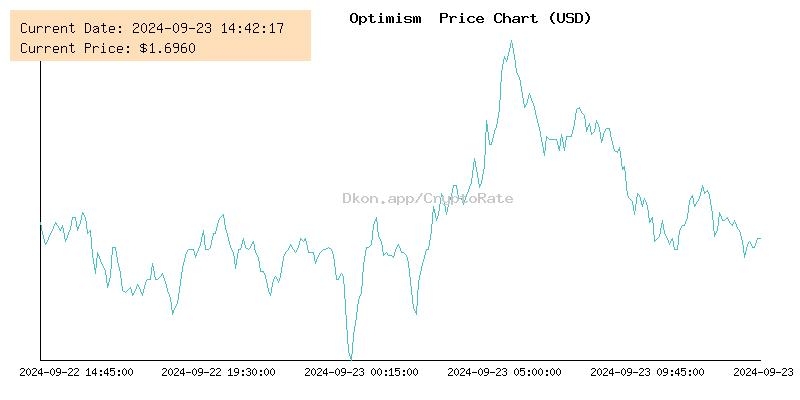 Optimism  Price Chart (USD)
Current Date: 2024-09-23 14:42:17
Current Price: $1.6960
Dkon.app/CryptoRate
2024-09-22 14:45:00 2024-09-22 19:30:00 2024-09-23 00:15:00 2024-09-23 05:00:00 2024-09-23 09:45:00 2024-09-23